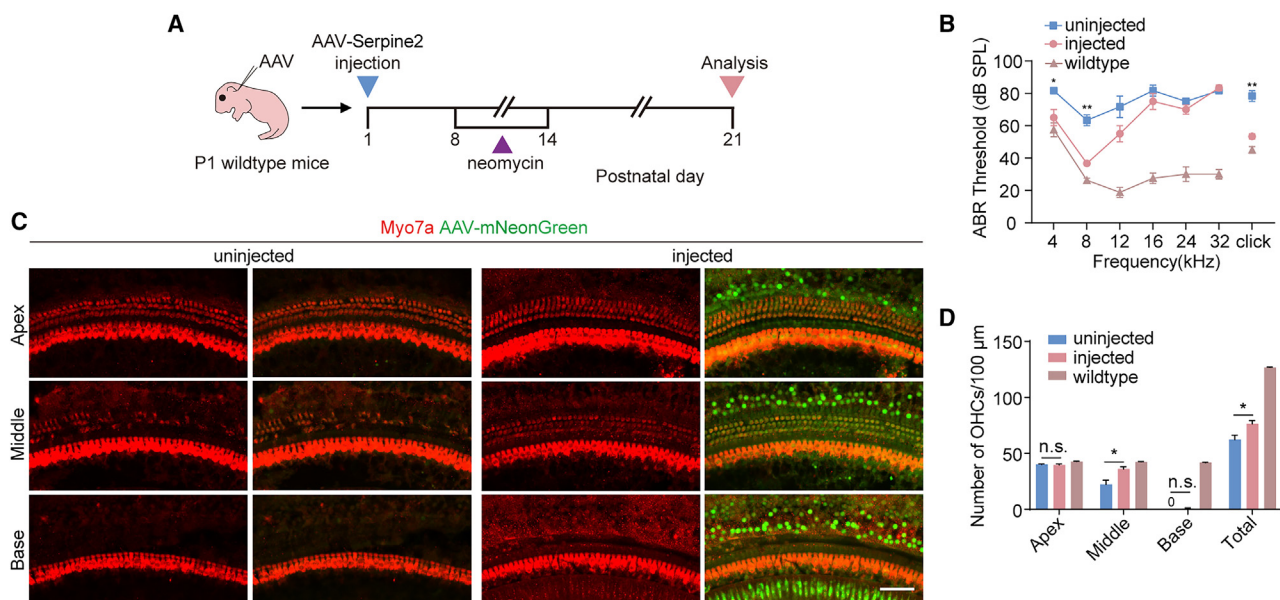 A
AAV
AAV-Serpine2
injection
Analysis
1
8
14
21
neomycin
P1 wildtype mice
Postnatal day
B
uninjected
injected
wildtype
ABR Threshold (dB SPL)
100
80
60
40
20
0
*
**
**
4
8
12
16
24
32
click
Frequency(kHz)
C
Myo7a AAV-mNeonGreen
uninjected
injected
Apex
Middle
Base
D
uninjected
injected
wildtype
Number of OHCs/100 µm
150
100
50
0
n.s.
*
n.s.
0
*
Apex
Middle
Base
Total